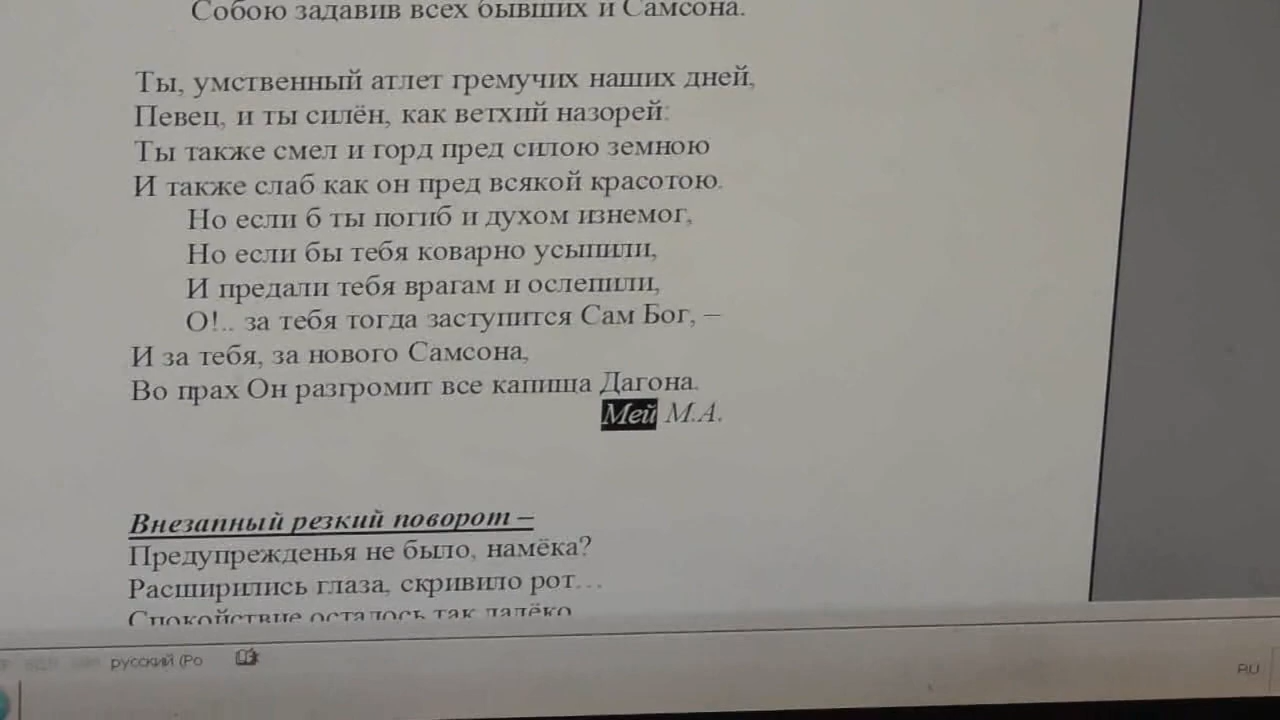 Собою задавив всех бывших и Самсона.
Ты, умственный атлет гремучих наших дней,
Певец, и ты силён, как ветхий назорей:
Ты также смел и горд пред силою земною
И также слаб как он пред всякой красотою.
Но если б ты погиб и духом изнемог,
Но если бы тебя коварно усыпили,
И предали тебя врагам и ослепили,
О!.. за тебя тогда заступится Сам Бог, –
И за тебя, за нового Самсона,
Во прах Он разгромит все капища Дагона.
Мей М.А.
Внезапный резкий поворот –
Предупрежденья не было, намёка?
Расширились глаза, скривило рот…
Спокойствие осталось так далёко
русский (Ро
RU